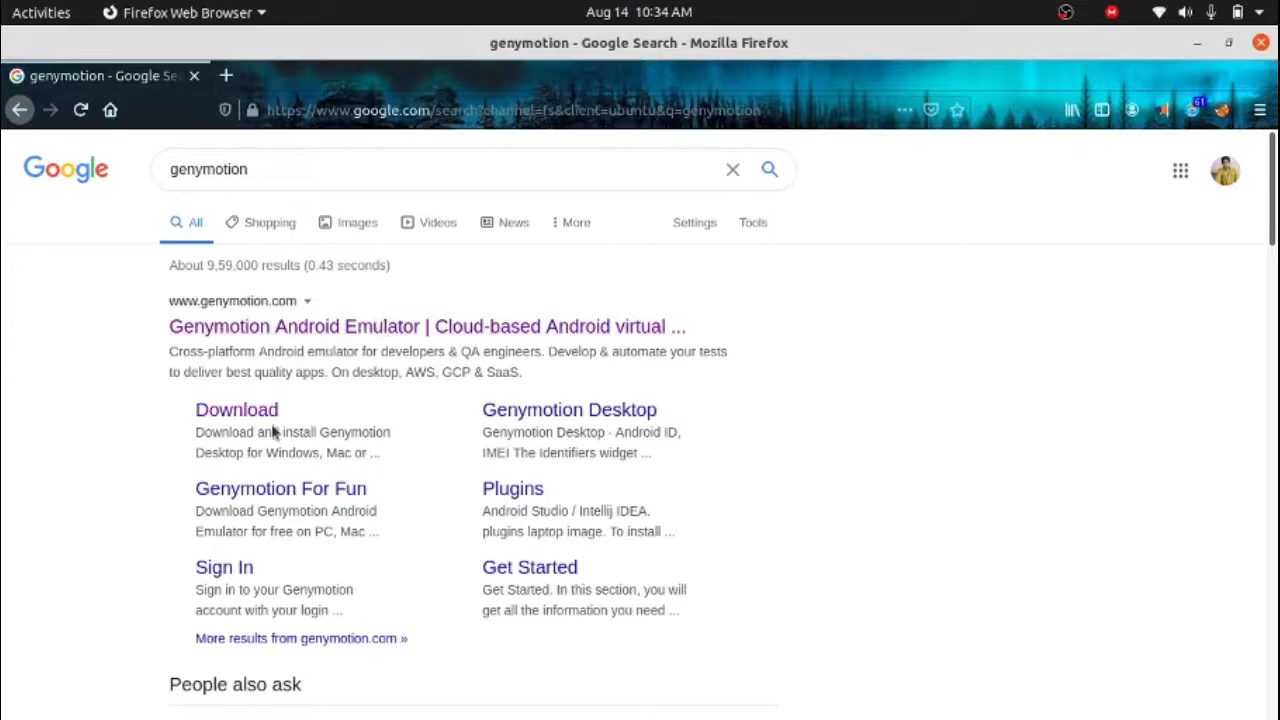 Activities
Firefox Web Browser
Aug 14 10:34 AM
genymotion - Google Search - Mozilla Firefox
genymotion - Google Se
https://www.google.com/search?channel=fs&client=ubuntu&q=genymotion
61
Google
genymotion
All
Shopping
Images
Videos
News
More
Settings
Tools
About 9,59,000 results (0.43 seconds)
www.genymotion.com
Genymotion Android Emulator | Cloud-based Android virtual ...
Cross-platform Android emulator for developers & QA engineers. Develop & automate your tests
to deliver best quality apps. On desktop, AWS, GCP & SaaS.
Download
Download and install Genymotion
Desktop for Windows, Mac or ...
Genymotion Desktop
Genymotion Desktop · Android ID,
IMEI The Identifiers widget ...
Genymotion For Fun
Download Genymotion Android
Emulator for free on PC, Mac ...
Plugins
Android Studio / Intellij IDEA.
plugins laptop image. To install ...
Sign In
Sign in to your Genymotion
account with your login ...
Get Started
Get Started. In this section, you will
get all the information you need ...
More results from genymotion.com »
People also ask